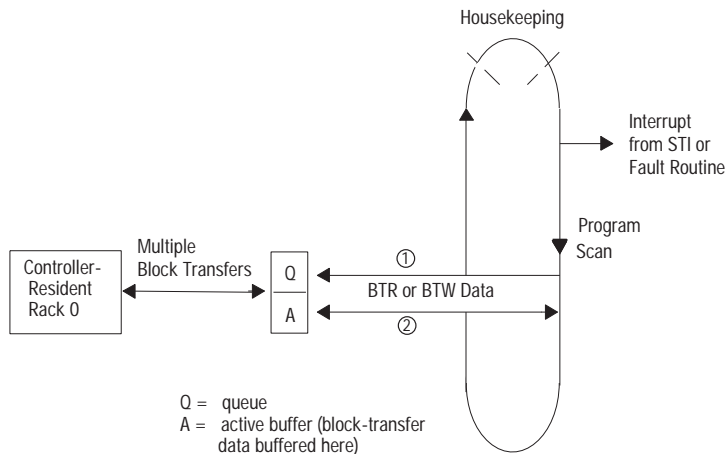 Housekeeping
Interrupt
from STI or
Fault Routine
Program
Scan
Multiple
Block Transfers
Controller-
Resident
Rack 0
Q
A
①
BTR or BTW Data
②
Q = queue
A = active buffer (block-transfer
data buffered here)